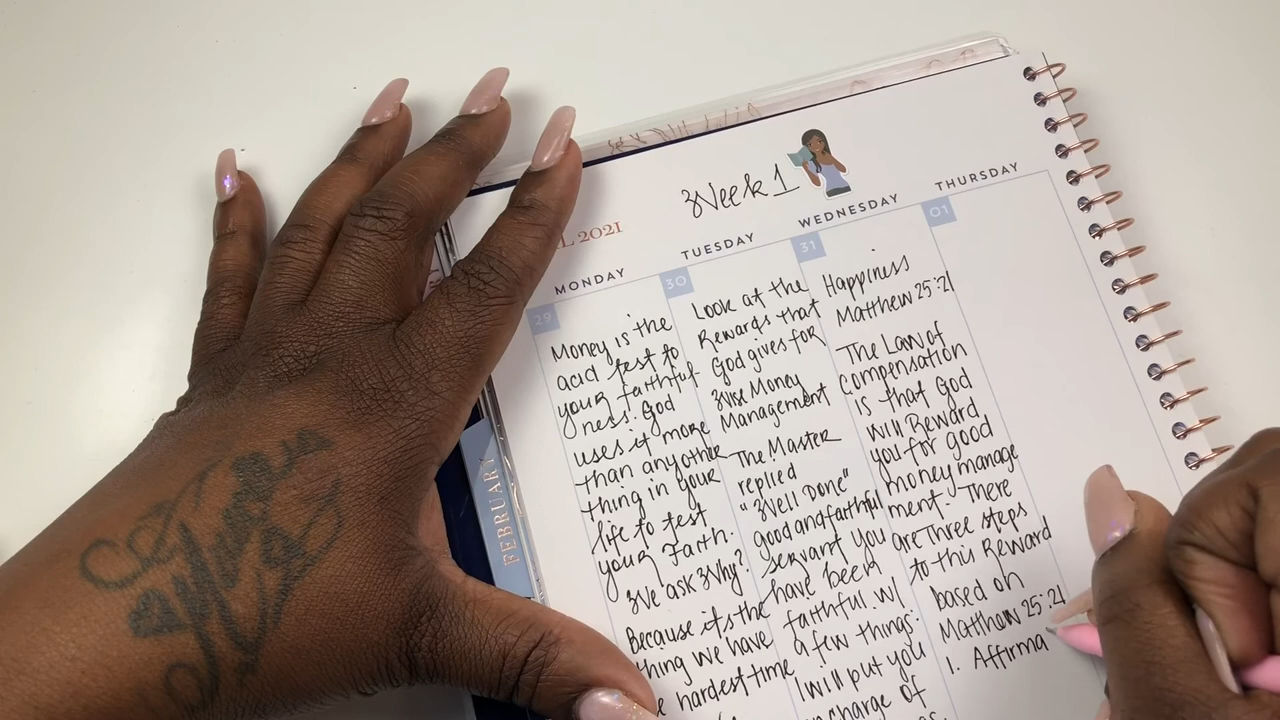 Week 1
L 2021
MONDAY
TUESDAY
WEDNESDAY
THURSDAY
29
Money is the
acid test to
your faithful
ness. God
uses it more
than any other
thing in your
life to test
your Faith.
We ask Why?
Because it's the
thing we have
hardest time
30
Look at the
Rewards that
God gives for
Wise Money
Management
The Master
replied
"Well Done"
good and faithful
servant you
have been
faithful w/
a few things.
I will put you
charge of
31
Happiness
Matthew 25:21
The Law of
Compensation
is that God
will Reward
you for good
money manage
ment. There
are Three steps
to this Reward
based on
Matthew 25:21
1. Affirma
01
FEBRUARY